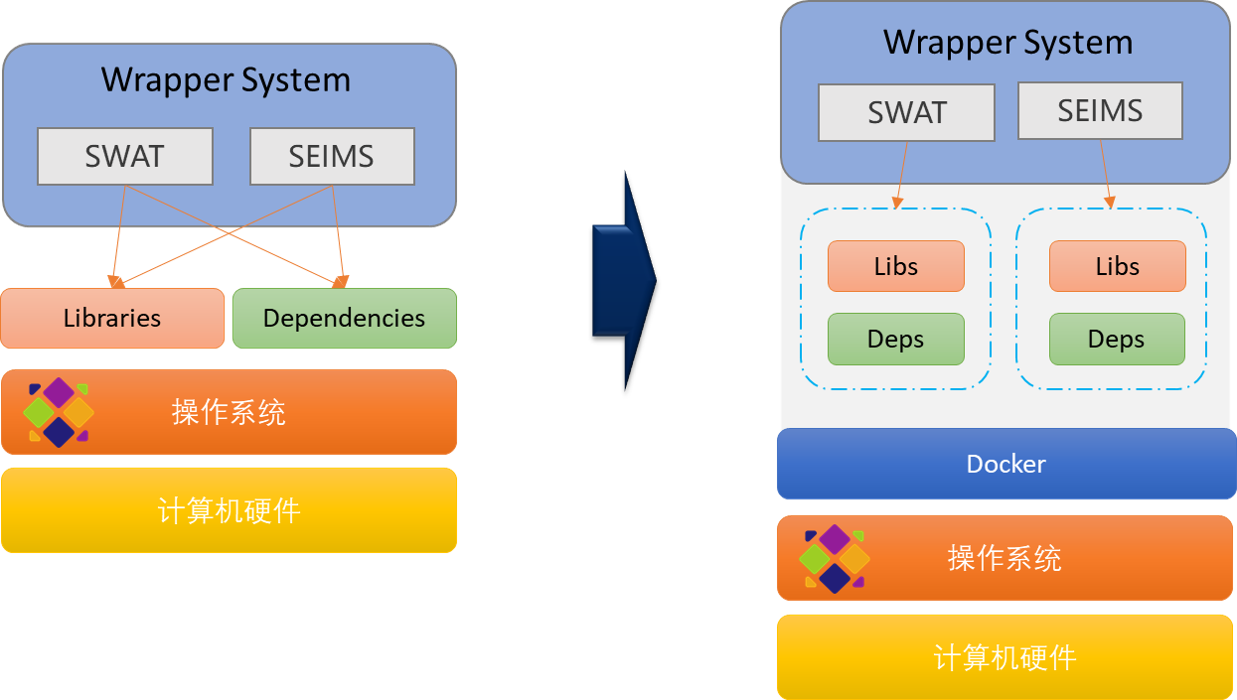 Wrapper System
SWAT
SEIMS
Libraries
Dependencies
操作系统
计算机硬件
Wrapper System
SWAT
SEIMS
Libs
Libs
Deps
Deps
Docker
操作系统
计算机硬件